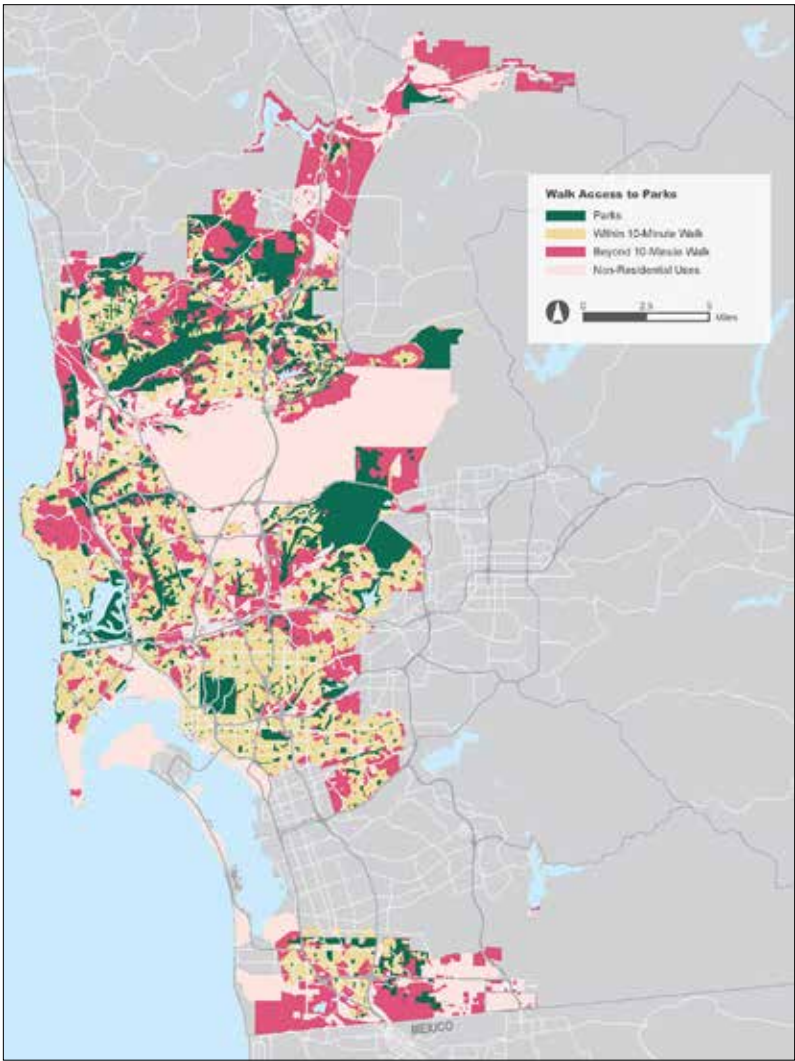 Walk Access to Parks
Parks
Within 10-Minute Walk
Beyond 10-Minute Walk
Non-Residential Uses
0 2.5 5
Miles
MEXICO